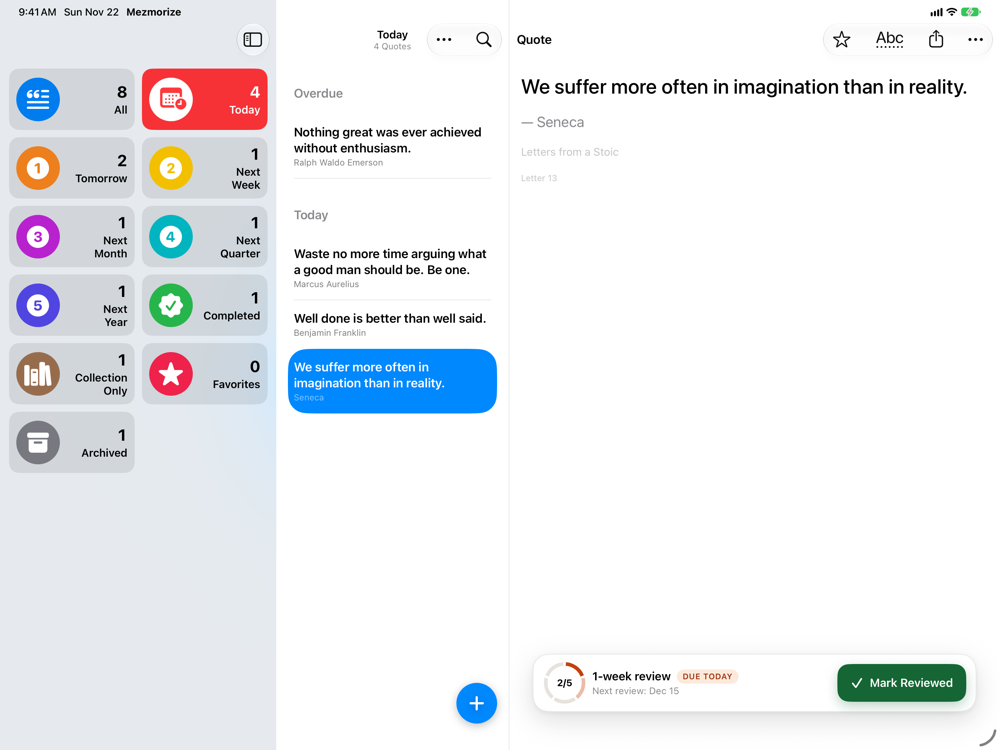 9:41 AM Sun Nov 22 Mezmorize
8
All
4
Today
2
Tomorrow
1
Next
Week
1
Next
Month
1
Next
Quarter
1
Next
Year
1
Completed
1
Collection
Only
0
Favorites
1
Archived
1
2
3
4
5
Today
4 Quotes
Overdue
Nothing great was ever achieved
without enthusiasm.
Ralph Waldo Emerson
Today
Waste no more time arguing what
a good man should be. Be one.
Marcus Aurelius
Well done is better than well said.
Benjamin Franklin
We suffer more often in
imagination than in reality.
Seneca
Quote
Abc
We suffer more often in imagination than in reality.
— Seneca
Letters from a Stoic
Letter 13
2/5
1-week review DUE TODAY
Next review: Dec 15
Mark Reviewed